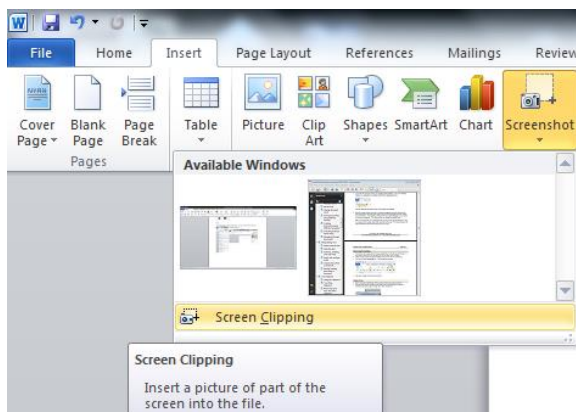 W
File Home Insert Page Layout References Mailings Review
Cover Page Blank Page Page Break Table Picture Clip Art Shapes SmartArt Chart Screenshot
Pages
Available Windows
Screen Clipping
Screen Clipping
Insert a picture of part of the
screen into the file.